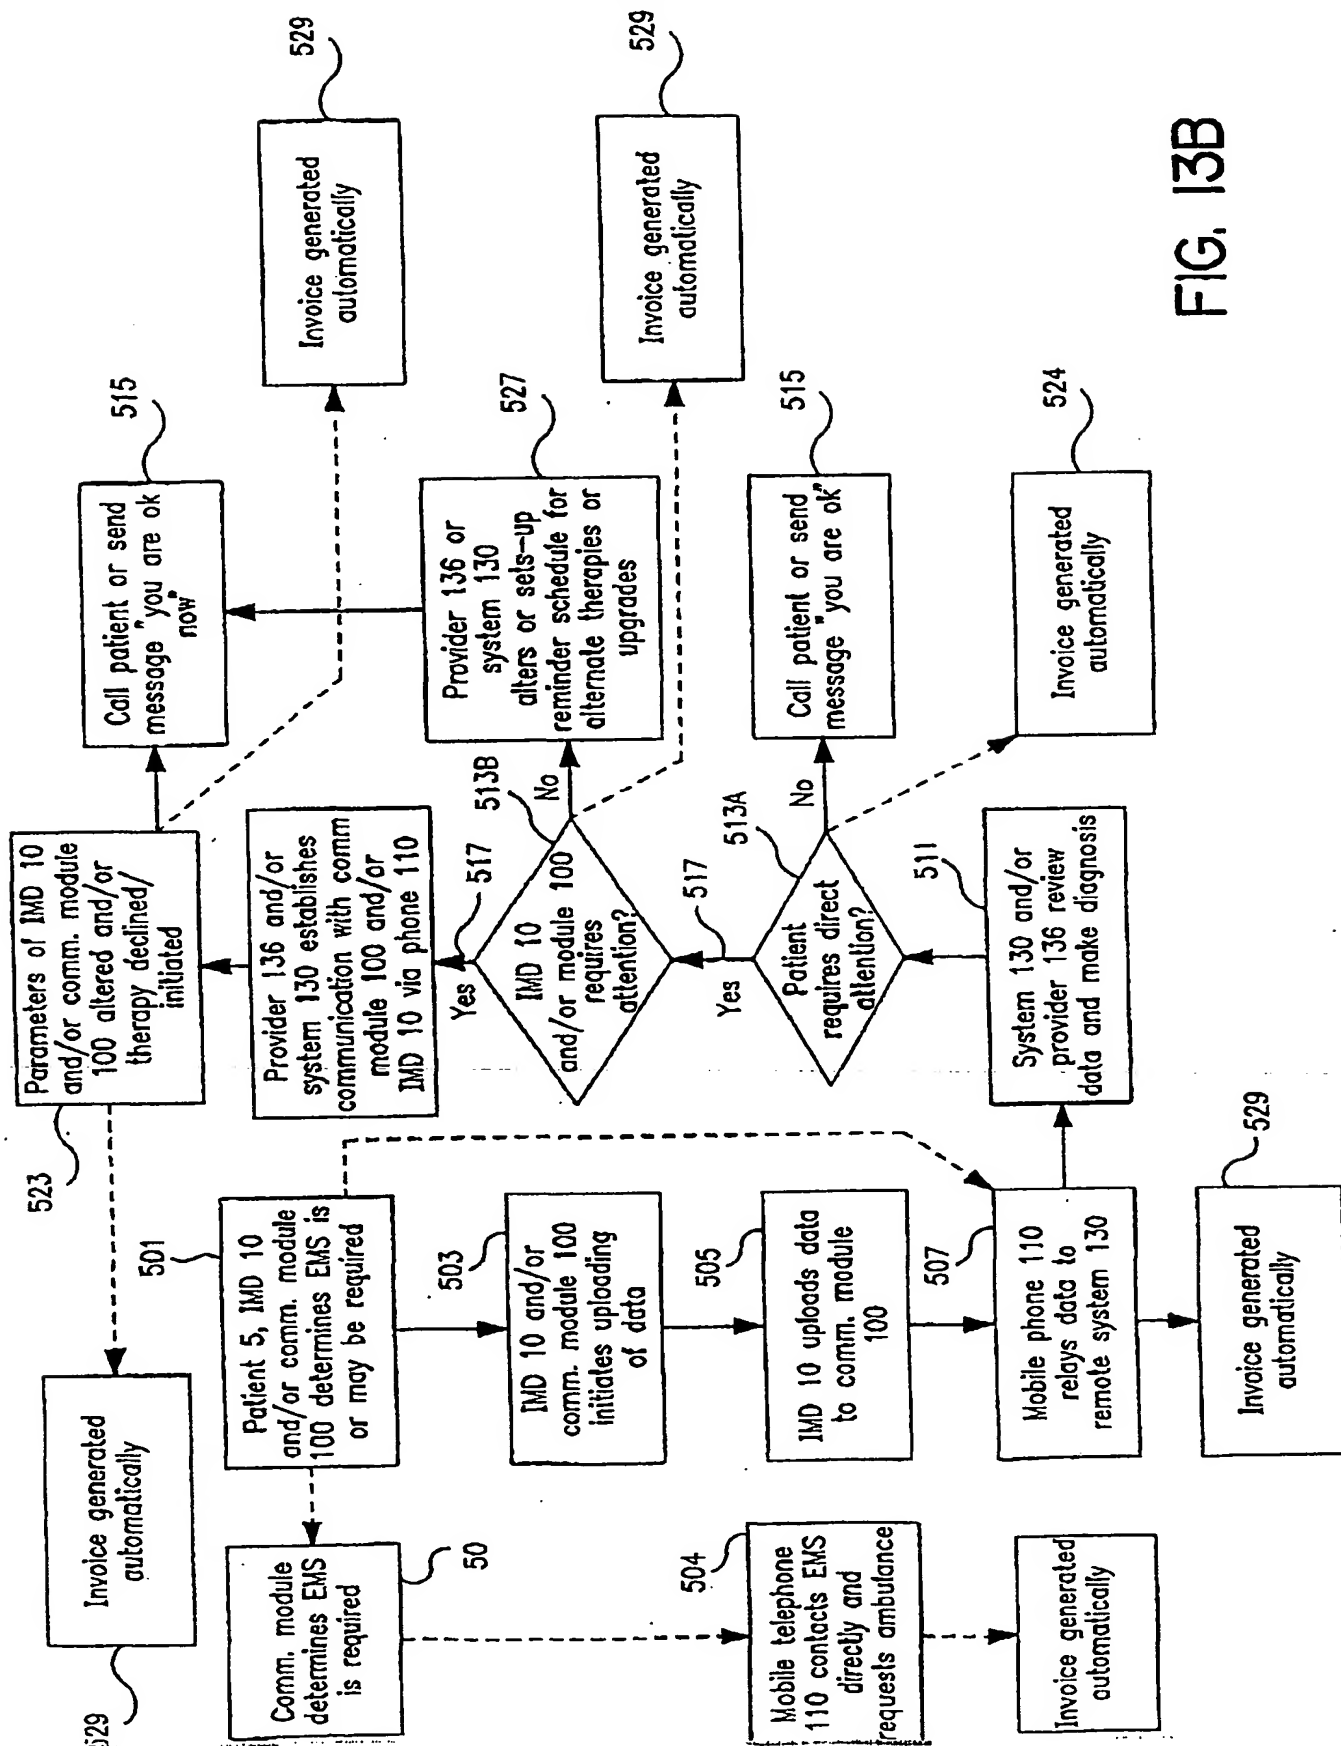 529
Invoice generated
automatically
523
Parameters of IMD 10
and/or comm. module
100 altered and/or
therapy declined/
initiated
Call patient or send
message "you are ok
now"
515
529
Invoice generated
automatically
501
Patient 5, IMD 10
and/or comm. module
100 determines EMS is
or may be required
Comm. module
determines EMS
is required
50
Provider 136 and/or
system 130 establishes
communication with comm
module 100 and/or
IMD 10 via phone 110
Yes
517
513B
No
IMD 10
and/or module 100
requires
attention?
Provider 136 or
system 130
alters or sets-up
reminder schedule for
alternate therapies or
upgrades
527
529
Invoice generated
automatically
503
IMD 10 and/or
comm. module 100
initiates uploading
of data
505
IMD 10 uploads data
to comm. module
100
Yes
517
513A
No
Patient
requires direct
attention?
Call patient or send
message "you are ok"
515
504
Mobile telephone
110 contacts EMS
directly and
requests ambulance
507
Mobile phone 110
relays data to
remote system 130
511
System 130 and/or
provider 136 review
data and make diagnosis
524
Invoice generated
automatically
Invoice generated
automatically
529
Invoice generated
automatically
FIG. 13B